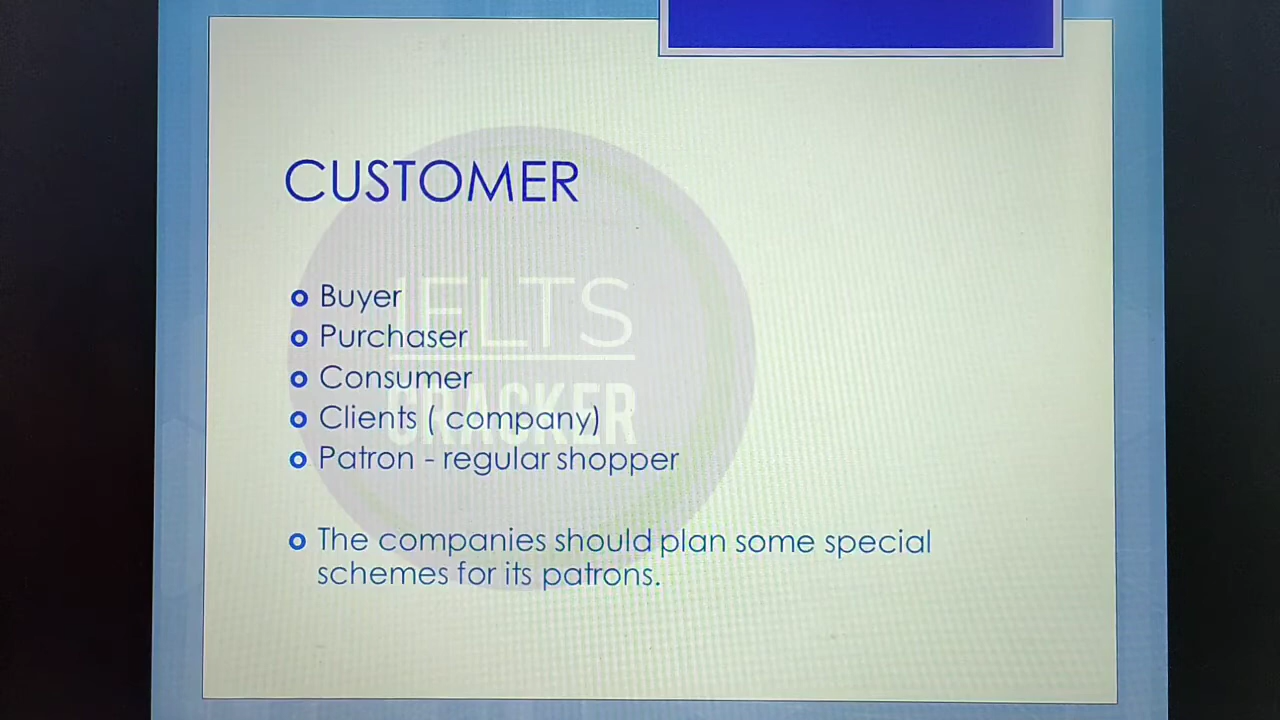 CUSTOMER
IELTS
CRACKER
Buyer
Purchaser
Consumer
Clients ( company)
Patron - regular shopper
The companies should plan some special
schemes for its patrons.